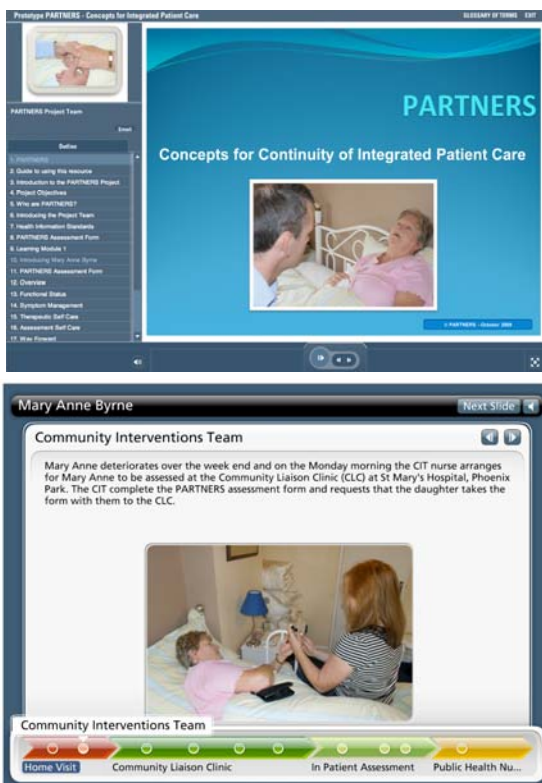 Prototype PARTNERS - Concepts for Integrated Patient Care
GLOSSARY OF TERMS EXIT
PARTNERS Project Team
Email
Outline
1. PARTNERS
2. Guide to using this resource
3. Introduction to the PARTNERS Project
4. Project Objectives
5. Who are PARTNERS?
6. Introducing the Project Team
7. Health Information Standards
8. PARTNERS Assessment Form
9. Learning Module 1
10. Introducing Mary Anne Byrne
11. PARTNERS Assessment Form
12. Overview
13. Functional Status
14. Symptom Management
15. Therapeutic Self Care
16. Assessment Self Care
17. Way Forward
PARTNERS
Concepts for Continuity of Integrated Patient Care
© PARTNERS -October 2009
Mary Anne Byrne
Next Slide
Community Interventions Team
Mary Anne deteriorates over the week end and on the Monday morning the CIT nurse arranges
for Mary Anne to be assessed at the Community Liaison Clinic (CLC) at St Mary's Hospital, Phoenix
Park. The CIT complete the PARTNERS assessment form and requests that the daughter takes the
form with them to the CLC.
Community Interventions Team
Home Visit
Community Liaison Clinic
In Patient Assessment
Public Health Nu...